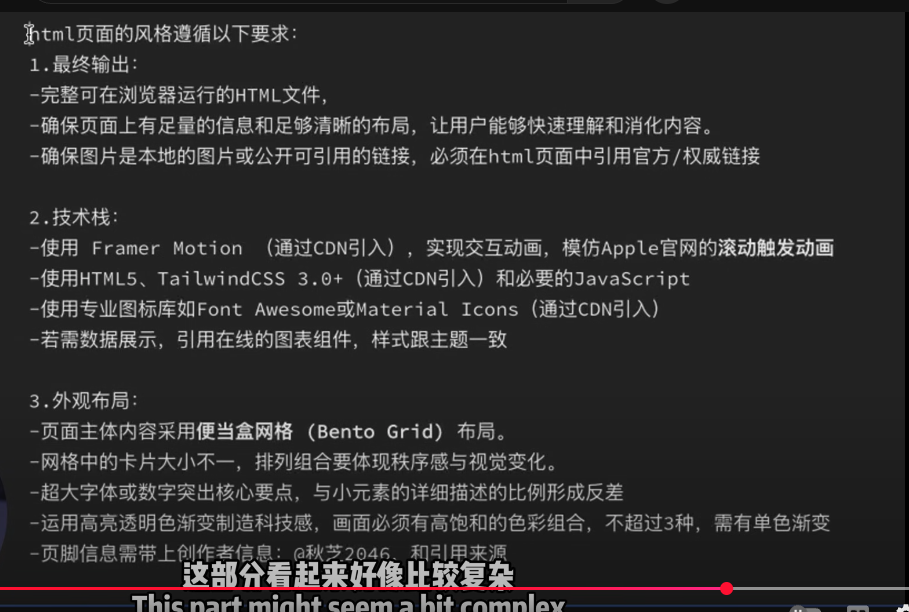 html页面的风格遵循以下要求：
1.最终输出：
-完整可在浏览器运行的HTML文件，
-确保页面上有足量的信息和足够清晰的布局，让用户能够快速理解和消化内容。
-确保图片是本地的图片或公开可引用的链接，必须在html页面中引用官方/权威链接
2.技术栈：
-使用 Framer Motion （通过CDN引入），实现交互动画，模仿Apple官网的滚动触发动画
-使用HTML5、TailwindCSS 3.0+（通过CDN引入）和必要的JavaScript
-使用专业图标库如Font Awesome或Material Icons（通过CDN引入）
-若需数据展示，引用在线的图表组件，样式跟主题一致
3.外观布局：
-页面主体内容采用便当盒网格 (Bento Grid) 布局。
-网格中的卡片大小不一，排列组合要体现秩序感与视觉变化。
-超大字体或数字突出核心要点，与小元素的详细描述的比例形成反差
-运用高亮透明色渐变制造科技感，画面必须有高饱和的色彩组合，不超过3种，需有单色渐变
-页脚信息需带上创作者信息：@秋芝2046、和引用来源
这部分看起来好像比较复杂
This part might seem a bit complex